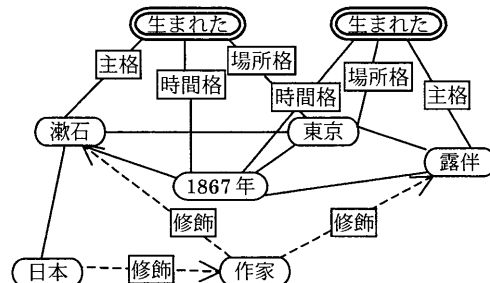 生まれた
生まれた
主格
場所格
時間格
場所格
時間格
主格
漱石
東京
露伴
1867年
修飾
修飾
日本
修飾
作家